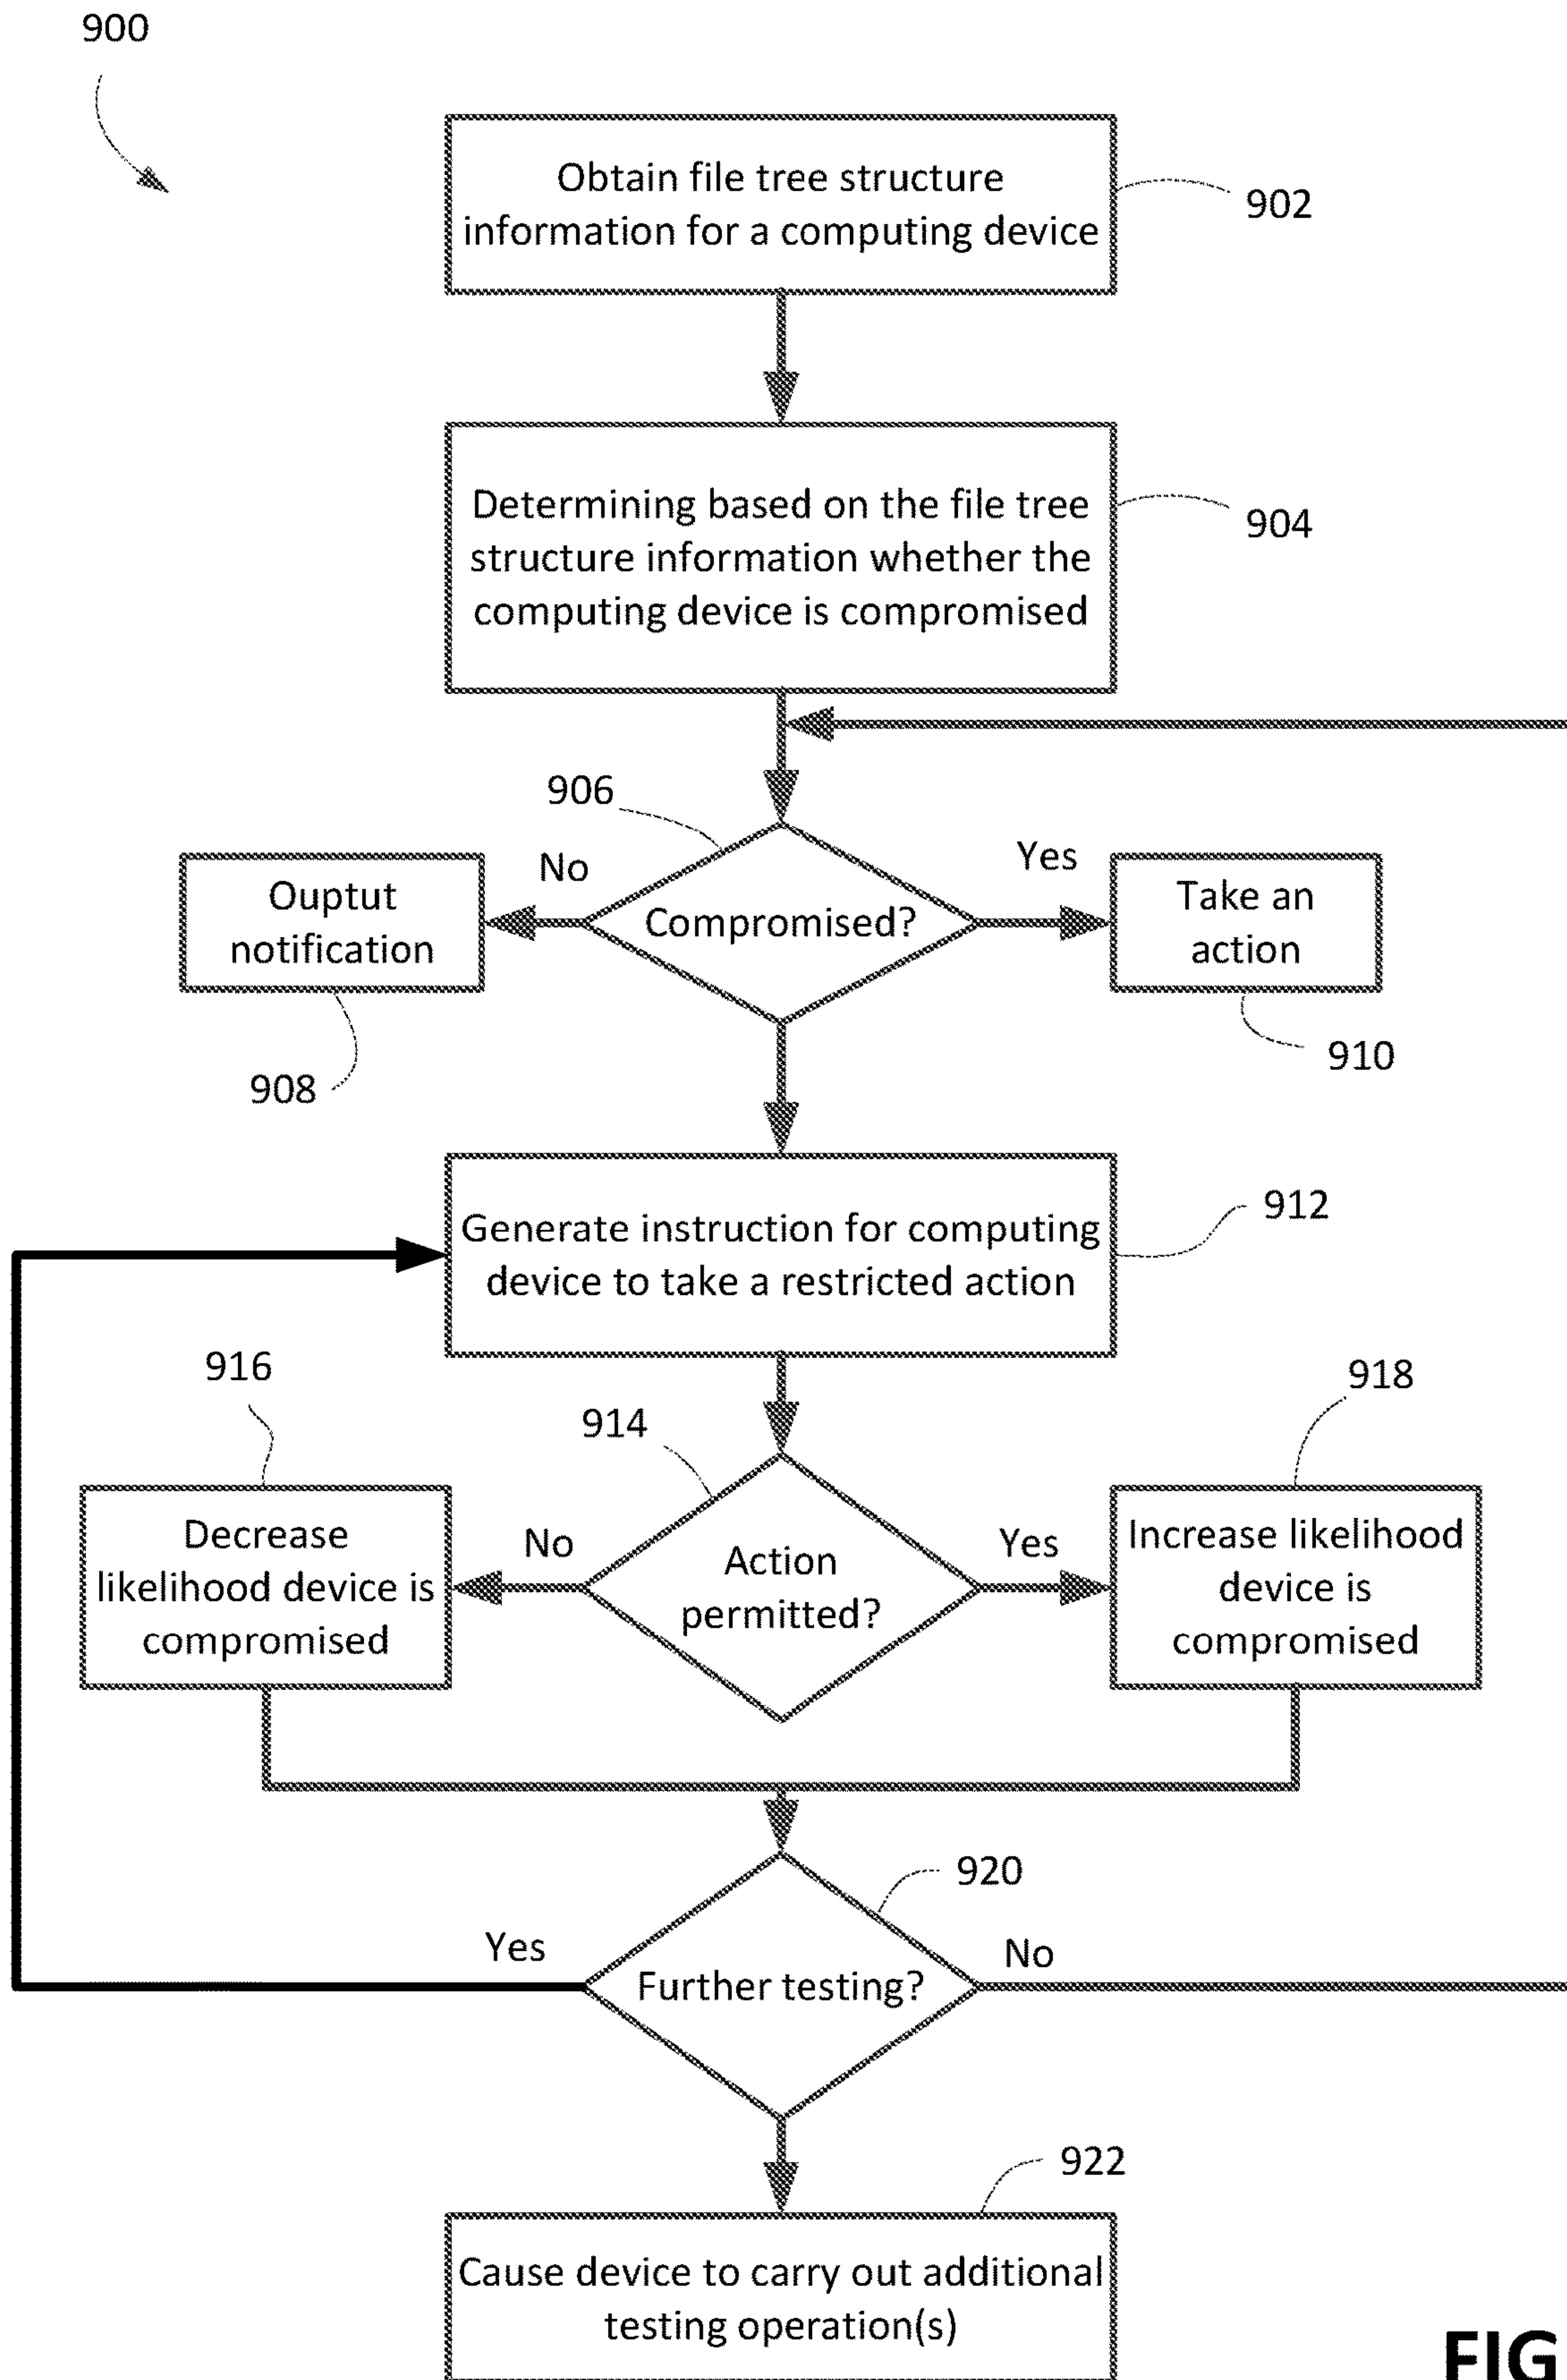 900
Obtain file tree structure
information for a computing device
902
Determining based on the file tree
structure information whether the
computing device is compromised
904
906
No
Yes
Ouptut
notification
Compromised?
Take an
action
908
910
Generate instruction for computing
device to take a restricted action
912
916
914
918
Decrease
likelihood device is
compromised
No
Action
permitted?
Yes
Increase likelihood
device is
compromised
920
Yes
Further testing?
No
922
Cause device to carry out additional
testing operation(s)
FIG